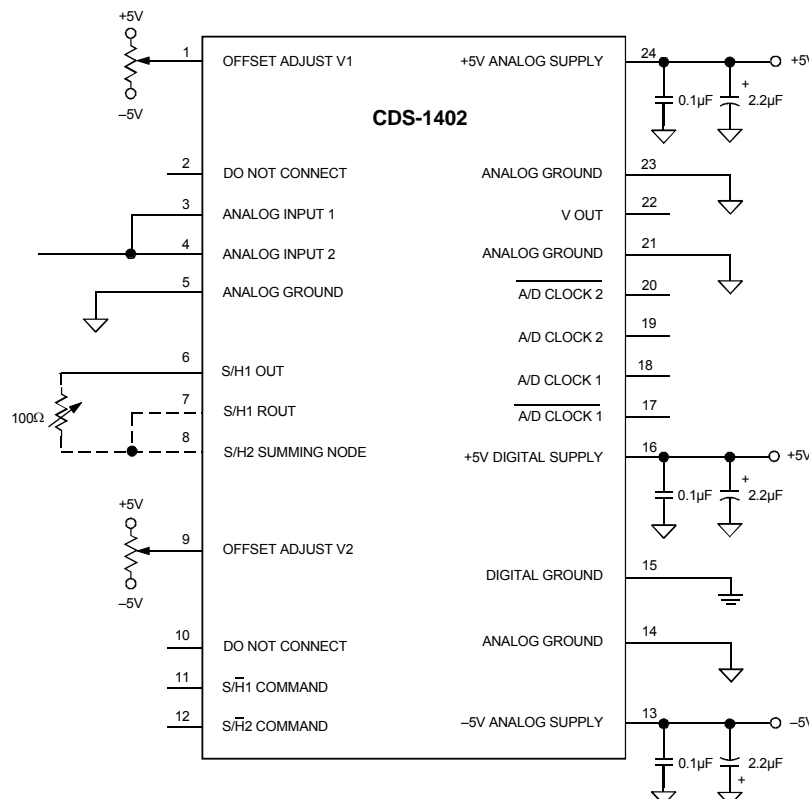 +5V
–5V
1
OFFSET ADJUST V1
CDS-1402
2
DO NOT CONNECT
3
ANALOG INPUT 1
4
ANALOG INPUT 2
5
ANALOG GROUND
6
S/H1 OUT
100Ω
7
S/H1 ROUT
8
S/H2 SUMMING NODE
+5V
–5V
9
OFFSET ADJUST V2
10
DO NOT CONNECT
11
S/H̅1 COMMAND
12
S/H̅2 COMMAND
+5V ANALOG SUPPLY
24
+5V
0.1µF
+
2.2µF
ANALOG GROUND
23
V OUT
22
ANALOG GROUND
21
A/D CLOCK 2
20
A/D CLOCK 2
19
A/D CLOCK 1
18
A/D CLOCK 1
17
+5V DIGITAL SUPPLY
16
+5V
0.1µF
+
2.2µF
DIGITAL GROUND
15
ANALOG GROUND
14
–5V ANALOG SUPPLY
13
–5V
0.1µF
2.2µF
+